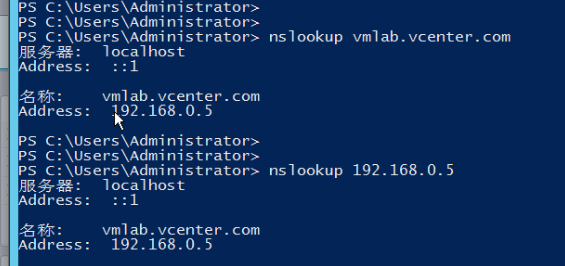 PS C:\Users\Administrator>
PS C:\Users\Administrator>
PS C:\Users\Administrator> nslookup vmlab.vcenter.com
服务器:  localhost
Address:  ::1
名称:    vmlab.vcenter.com
Address:  192.168.0.5
PS C:\Users\Administrator>
PS C:\Users\Administrator>
PS C:\Users\Administrator> nslookup 192.168.0.5
服务器:  localhost
Address:  ::1
名称:    vmlab.vcenter.com
Address:  192.168.0.5